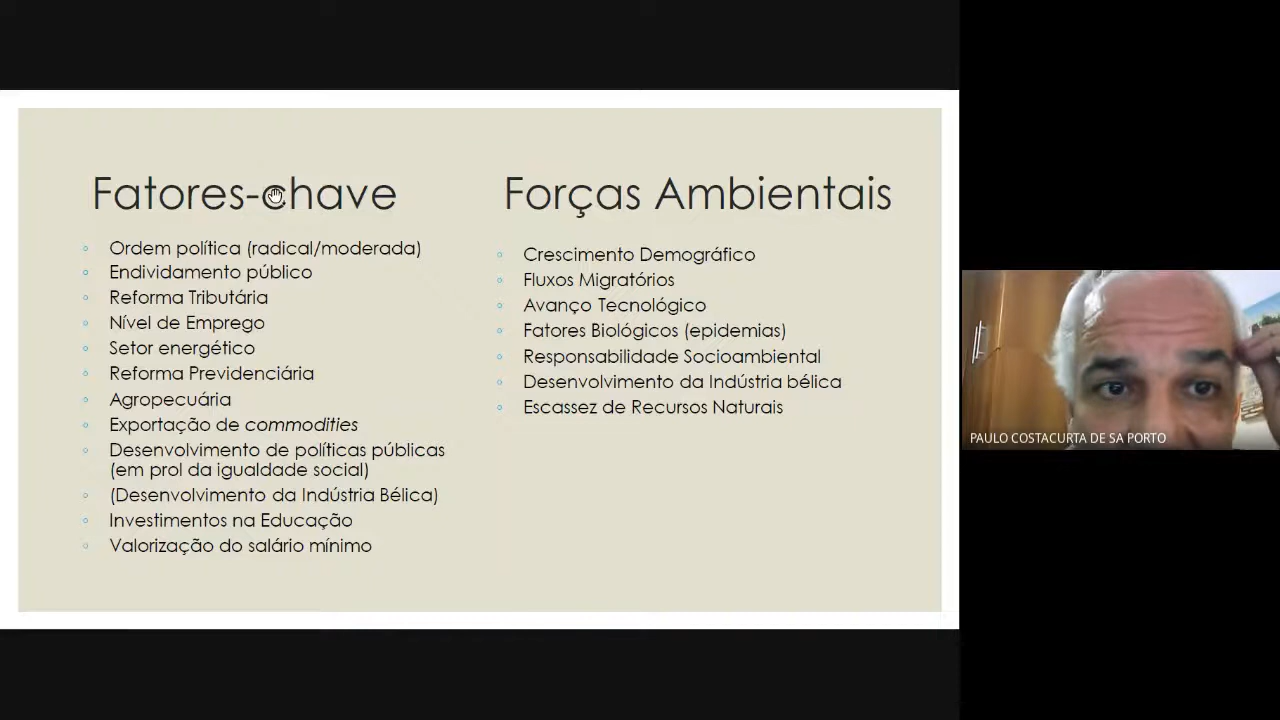 Fatores-chave
Ordem política (radical/moderada)
Endividamento público
Reforma Tributária
Nível de Emprego
Setor energético
Reforma Previdenciária
Agropecuária
Exportação de commodities
Desenvolvimento de políticas públicas
(em prol da igualdade social)
(Desenvolvimento da Indústria Bélica)
Investimentos na Educação
Valorização do salário mínimo
Forças Ambientais
Crescimento Demográfico
Fluxos Migratórios
Avanço Tecnológico
Fatores Biológicos (epidemias)
Responsabilidade Socioambiental
Desenvolvimento da Indústria bélica
Escassez de Recursos Naturais
PAULO COSTACURTA DE SA PORTO